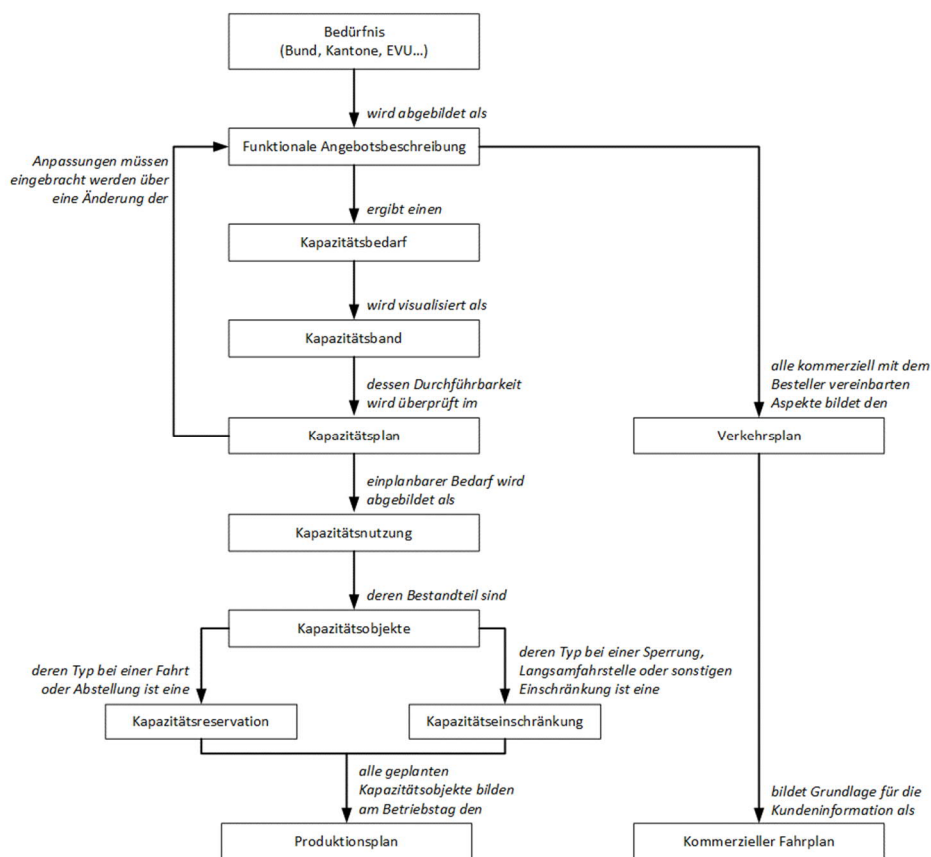 Bedürfnis
(Bund, Kantone, EVU...)
wird abgebildet als
Funktionale Angebotsbeschreibung
Anpassungen müssen
eingebracht werden über
eine Änderung der
ergibt einen
Kapazitätsbedarf
wird visualisiert als
Kapazitätsband
dessen Durchführbarkeit
wird überprüft im
alle kommerziell mit dem
Besteller vereinbarten
Aspekte bildet den
Kapazitätsplan
Verkehrsplan
einplanbarer Bedarf wird
abgebildet als
Kapazitätsnutzung
deren Bestandteil sind
Kapazitätsobjekte
deren Typ bei einer Fahrt
oder Abstellung ist eine
deren Typ bei einer Sperrung,
Langsamfahrstelle oder sonstigen
Einschränkung ist eine
Kapazitätsreservation
Kapazitätseinschränkung
alle geplanten
Kapazitätsobjekte bilden
am Betriebstag den
bildet Grundlage für die
Kundeninformation als
Produktionsplan
Kommerzieller Fahrplan